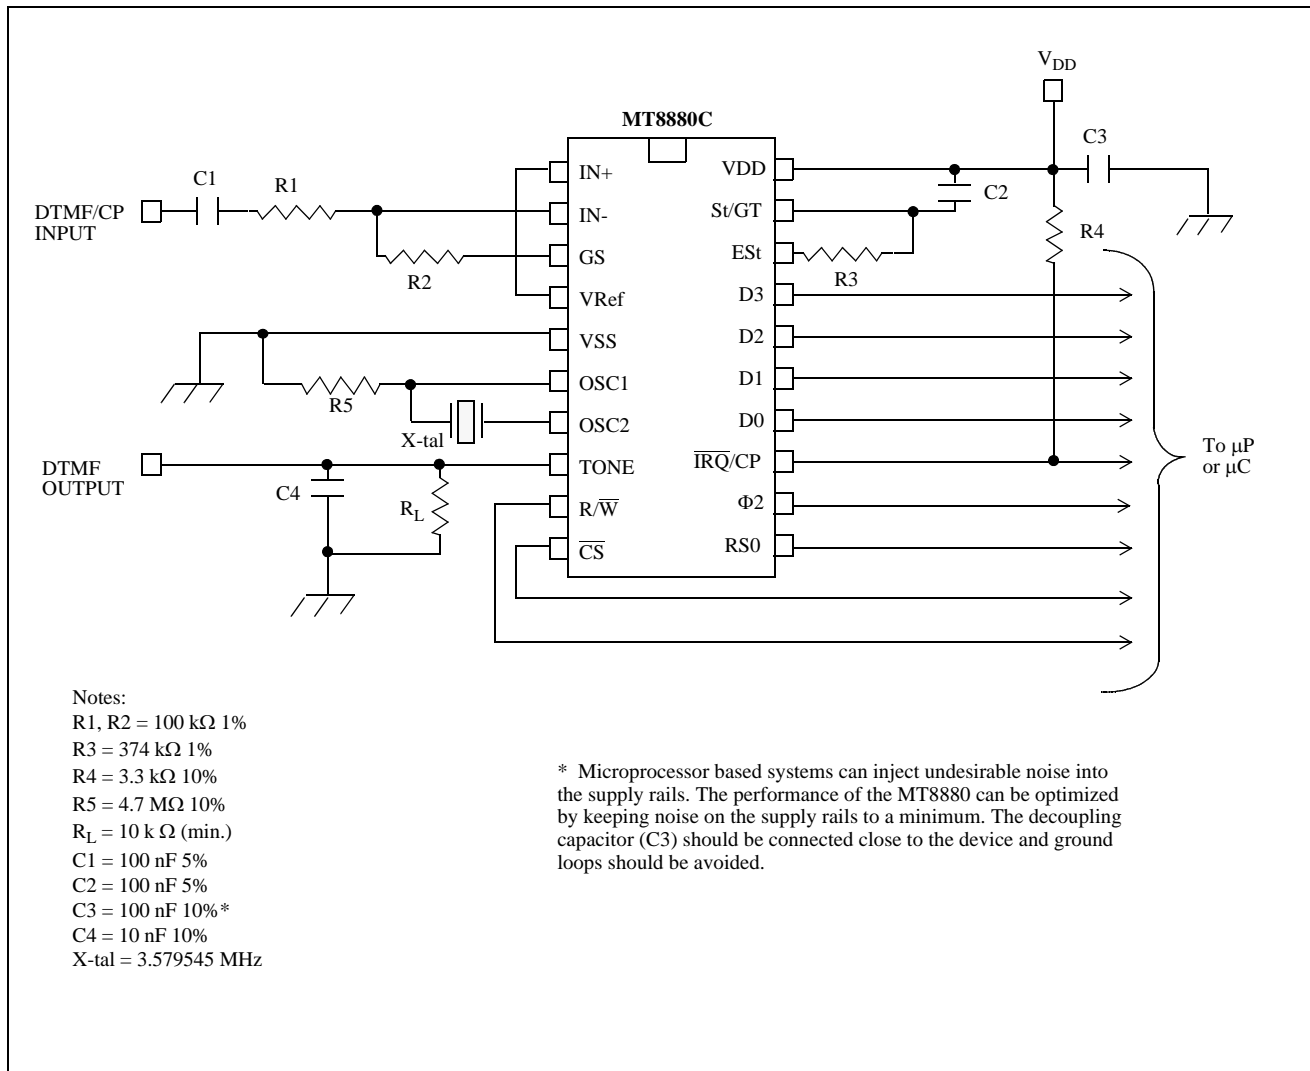 V_DD
MT8880C
C3
C1
R1
DTMF/CP
INPUT
IN+
IN-
GS
R2
VRef
VSS
OSC1
R5
OSC2
X-tal
DTMF
OUTPUT
TONE
C4
R_L
R/W̅
C̅S̅
VDD
C2
St/GT
R4
ESt
R3
D3
D2
D1
D0
I̅R̅Q̅/CP
Φ2
RS0
To μP
or μC
Notes:
R1, R2 = 100 kΩ 1%
R3 = 374 kΩ 1%
R4 = 3.3 kΩ 10%
R5 = 4.7 MΩ 10%
R_L = 10 k Ω (min.)
C1 = 100 nF 5%
C2 = 100 nF 5%
C3 = 100 nF 10%*
C4 = 10 nF 10%
X-tal = 3.579545 MHz
* Microprocessor based systems can inject undesirable noise into
the supply rails. The performance of the MT8880 can be optimized
by keeping noise on the supply rails to a minimum. The decoupling
capacitor (C3) should be connected close to the device and ground
loops should be avoided.